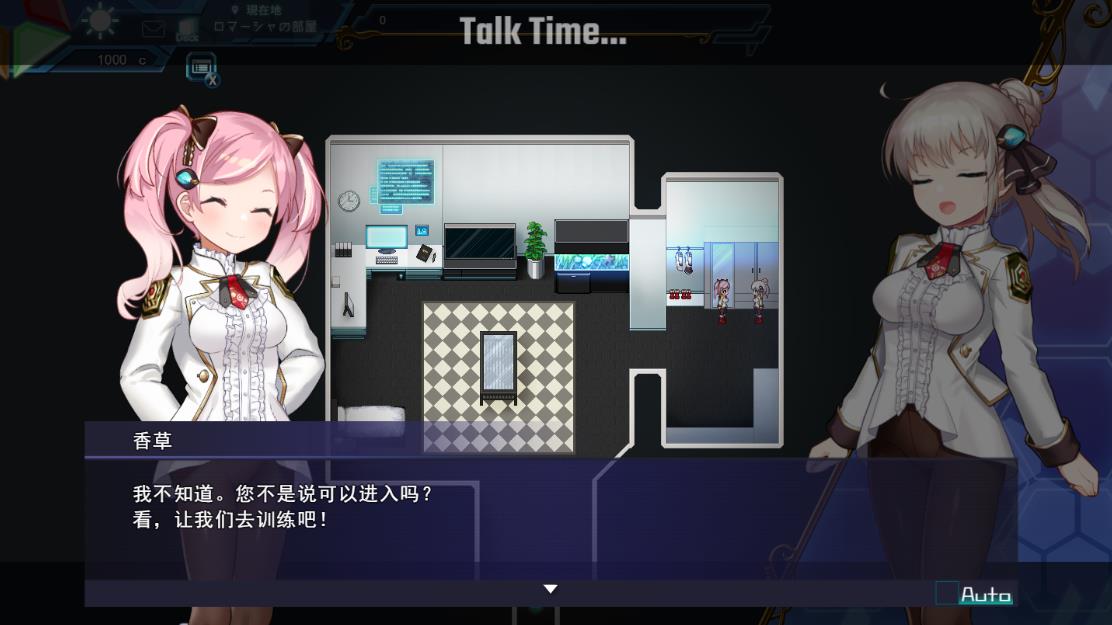 Talk Time...
0
現在地
ロマーシャの部屋
1000 c
X
香草
我不知道。您不是说可以进入吗？
看，让我们去训练吧！
Auto